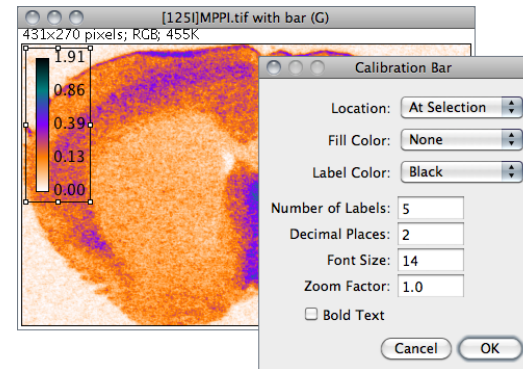 [125I]MPPI.tif with bar (G)
431x270 pixels; RGB; 455K
1.91
0.86
0.39
0.13
0.00
Calibration Bar
Location: At Selection
Fill Color: None
Label Color: Black
Number of Labels: 5
Decimal Places: 2
Font Size: 14
Zoom Factor: 1.0
Bold Text
Cancel OK